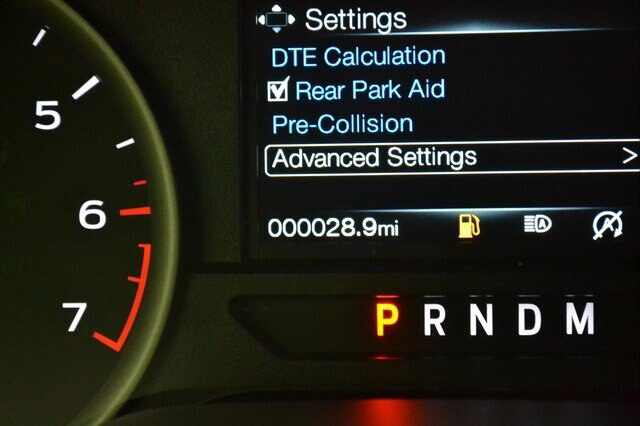 Settings
DTE Calculation
Rear Park Aid
Pre-Collision
Advanced Settings >
000028.9mi
P R N D M
5
6
7